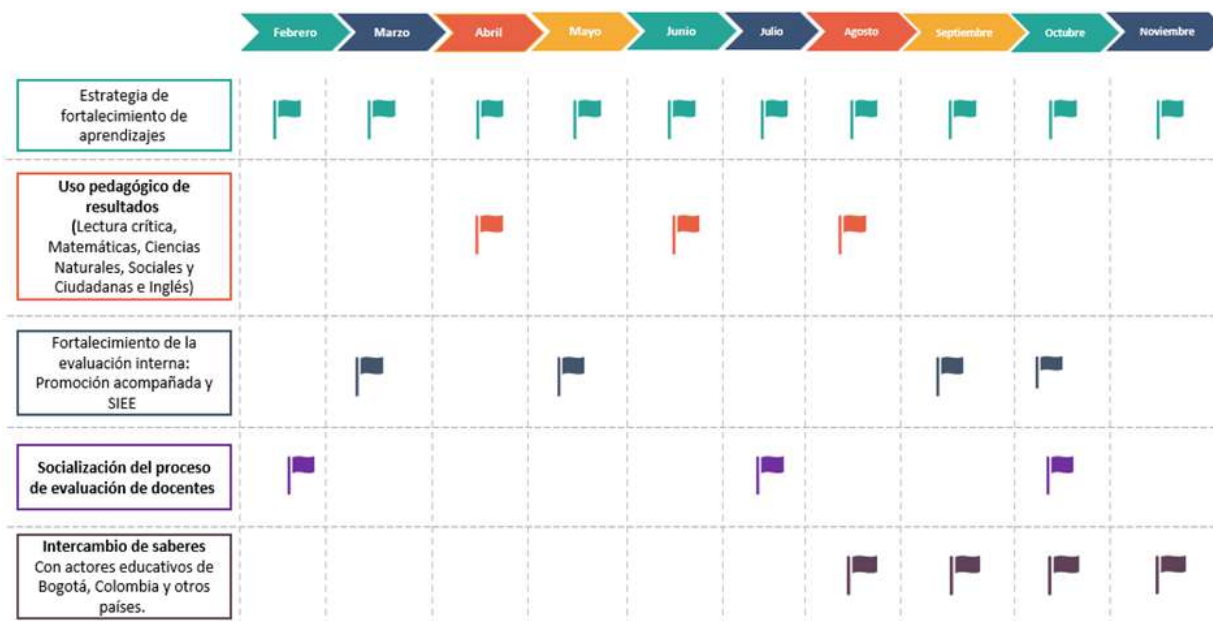 Febrero
Marzo
Abril
Mayo
Junio
Julio
Agosto
Septiembre
Octubre
Noviembre
Estrategia de
fortalecimiento de
aprendizajes
Uso pedagógico de
resultados
(Lectura crítica,
Matemáticas, Ciencias
Naturales, Sociales y
Ciudadanas e Inglés)
Fortalecimiento de la
evaluación interna:
Promoción acompañada y
SIEE
Socialización del proceso
de evaluación de docentes
Intercambio de saberes
Con actores educativos de
Bogotá, Colombia y otros
países.